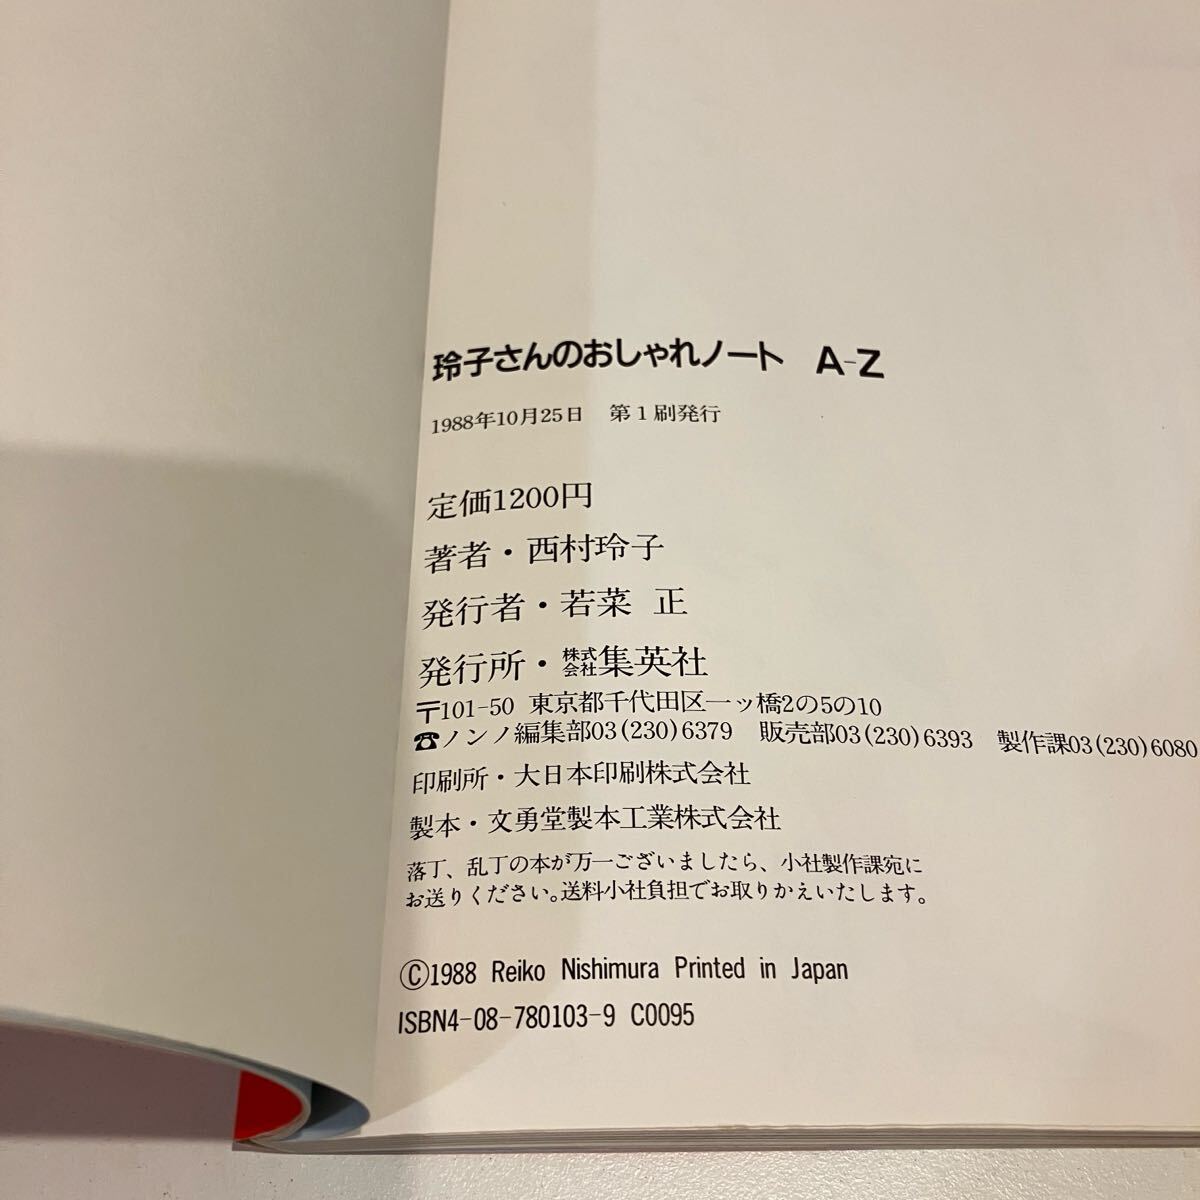 玲子さんのおしゃれノート A-Z
1988年10月25日 第1刷発行
定価1200円
著者・西村玲子
発行者・若菜 正
発行所・株式会社集英社
〒101-50 東京都千代田区一ッ橋2の5の10
☎ノンノ編集部03(230)6379 販売部03(230)6393 製作課03(230)6080
印刷所・大日本印刷株式会社
製本・文勇堂製本工業株式会社
落丁、乱丁の本が万一ございましたら、小社製作課宛に
お送りください。送料小社負担でお取りかえいたします。
©1988 Reiko Nishimura Printed in Japan
ISBN4-08-780103-9 C0095